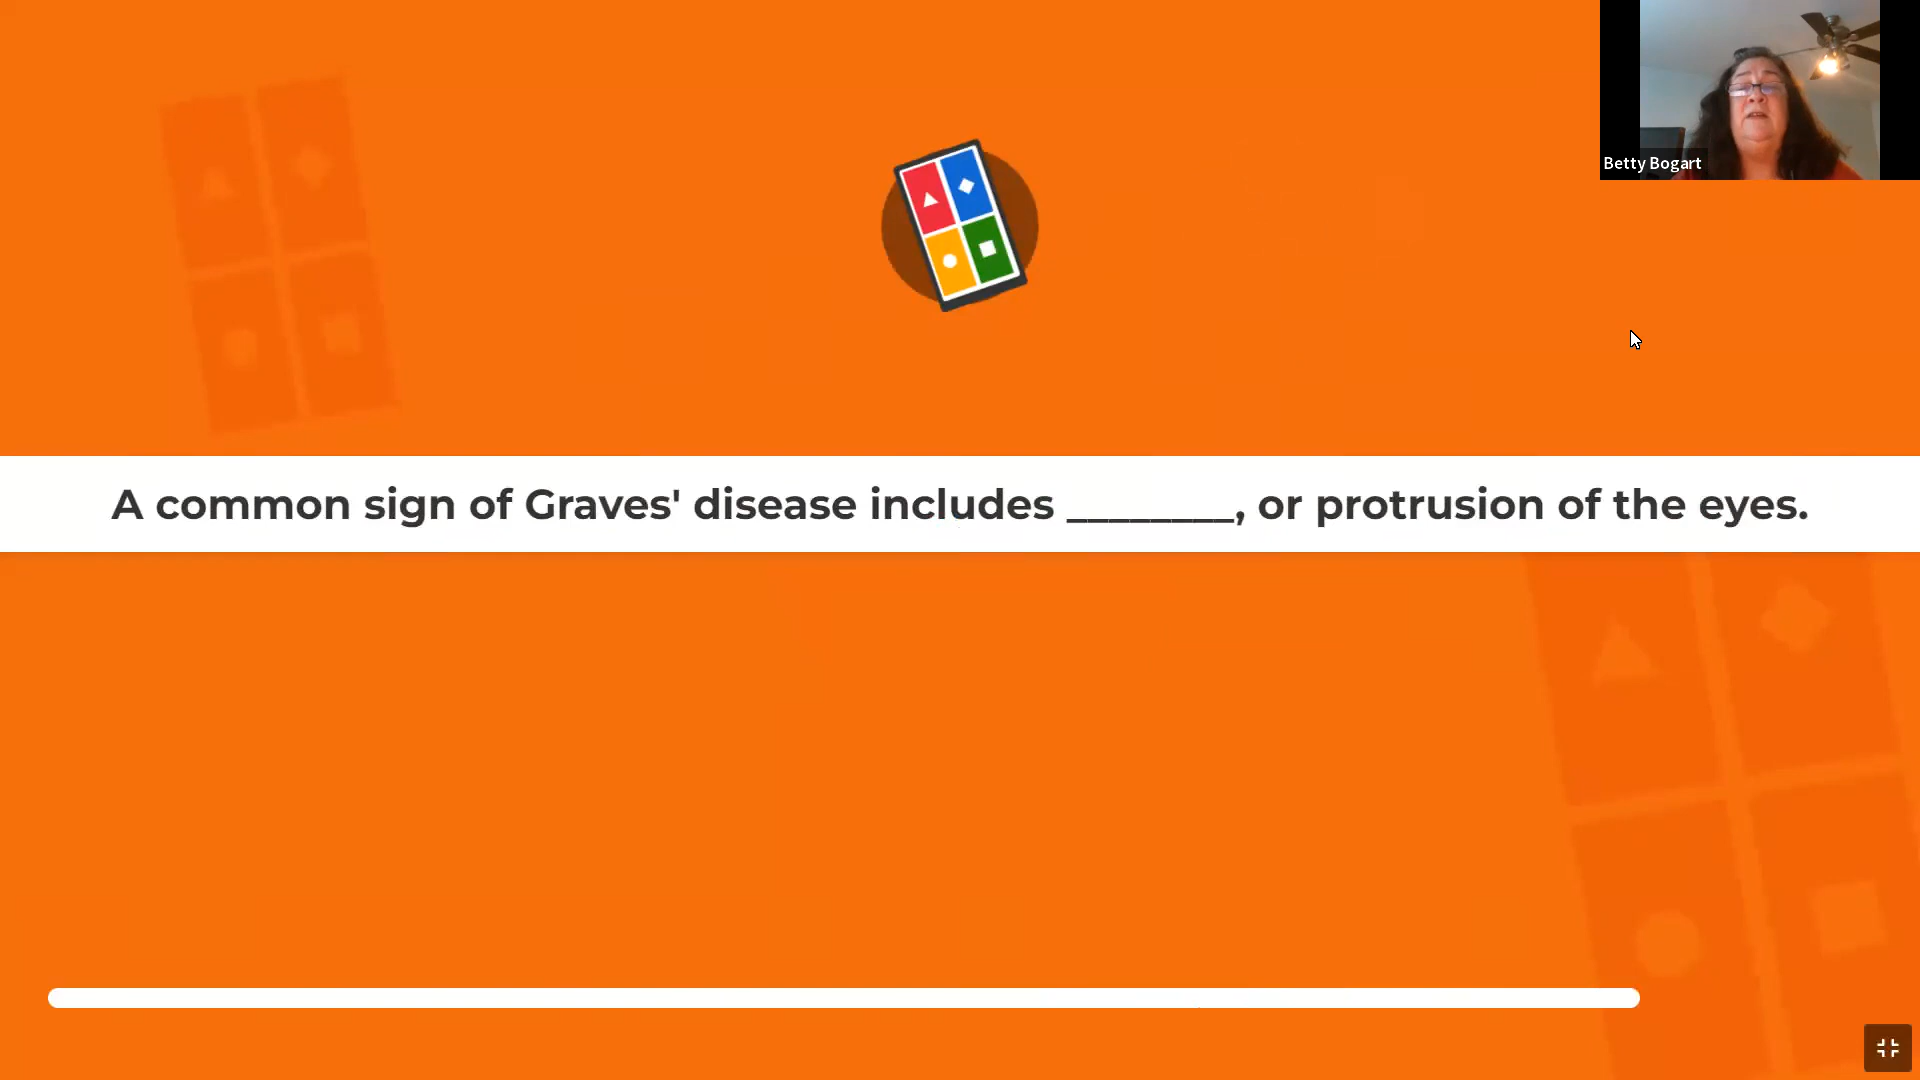 Betty Bogart
A common sign of Graves' disease includes ________, or protrusion of the eyes.